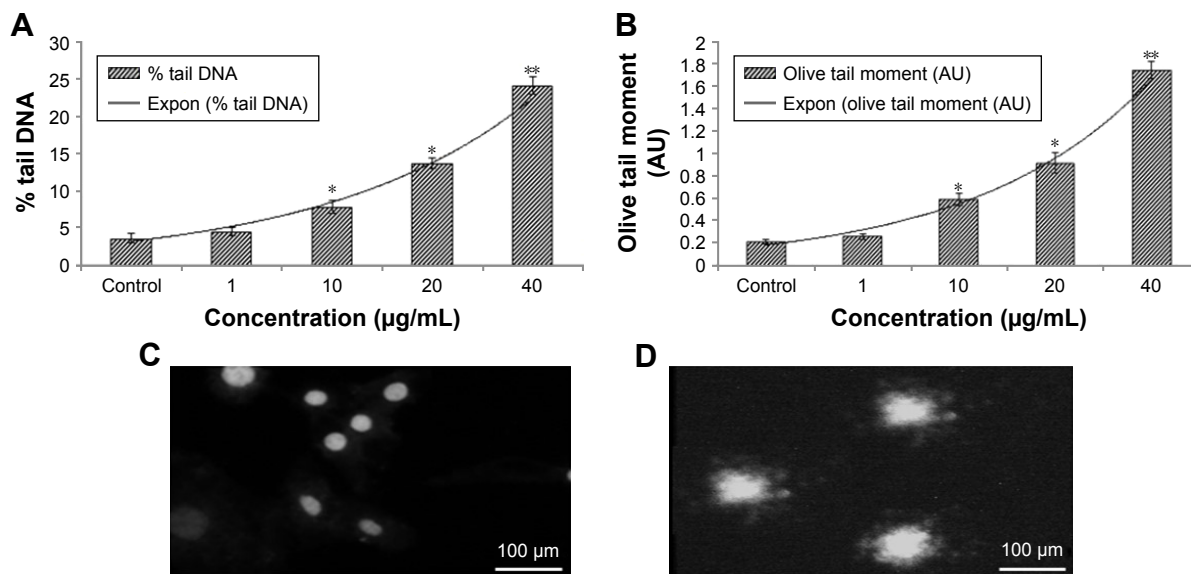 A
% tail DNA
30
25
20
15
10
5
0
% tail DNA
Expon (% tail DNA)
*
*
**
Control 1 10 20 40
Concentration (µg/mL)
B
Olive tail moment
(AU)
2
1.8
1.6
1.4
1.2
1
0.8
0.6
0.4
0.2
0
Olive tail moment (AU)
Expon (olive tail moment (AU)
*
*
**
Control 1 10 20 40
Concentration (µg/mL)
C
100 µm
D
100 µm